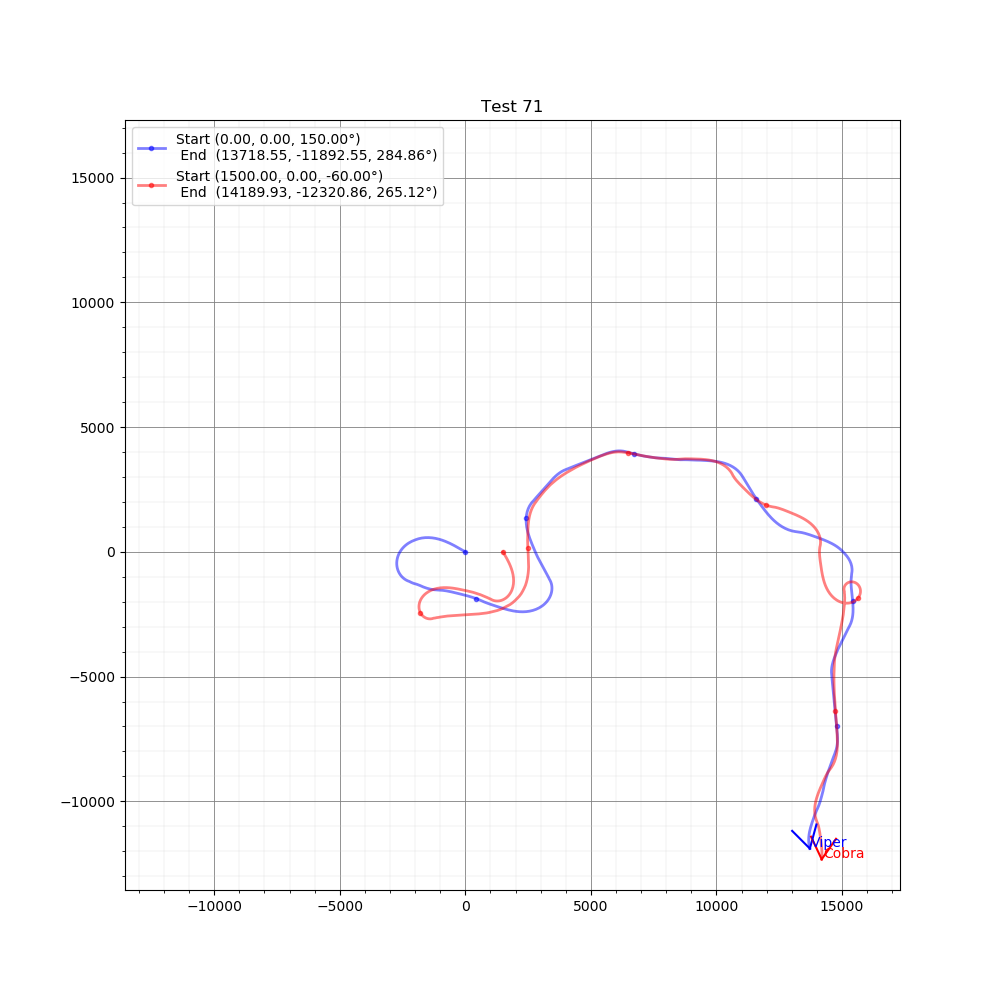 Test 71
Start (0.00, 0.00, 150.00°)
End  (13718.55, -11892.55, 284.86°)
Start (1500.00, 0.00, -60.00°)
End  (14189.93, -12320.86, 265.12°)
15000
10000
5000
0
−5000
−10000
Viper
Cobra
−10000
−5000
0
5000
10000
15000